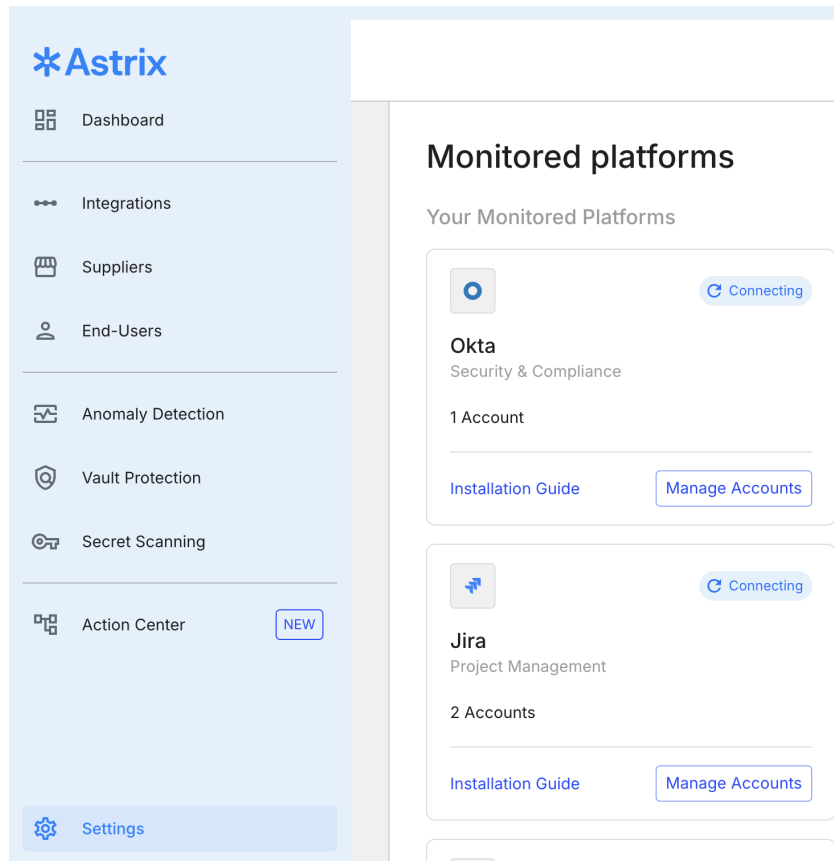 Astrix
Dashboard
Integrations
Suppliers
End-Users
Anomaly Detection
Vault Protection
Secret Scanning
Action Center
NEW
Settings
Monitored platforms
Your Monitored Platforms
Connecting
Okta
Security & Compliance
1 Account
Installation Guide
Manage Accounts
Connecting
Jira
Project Management
2 Accounts
Installation Guide
Manage Accounts